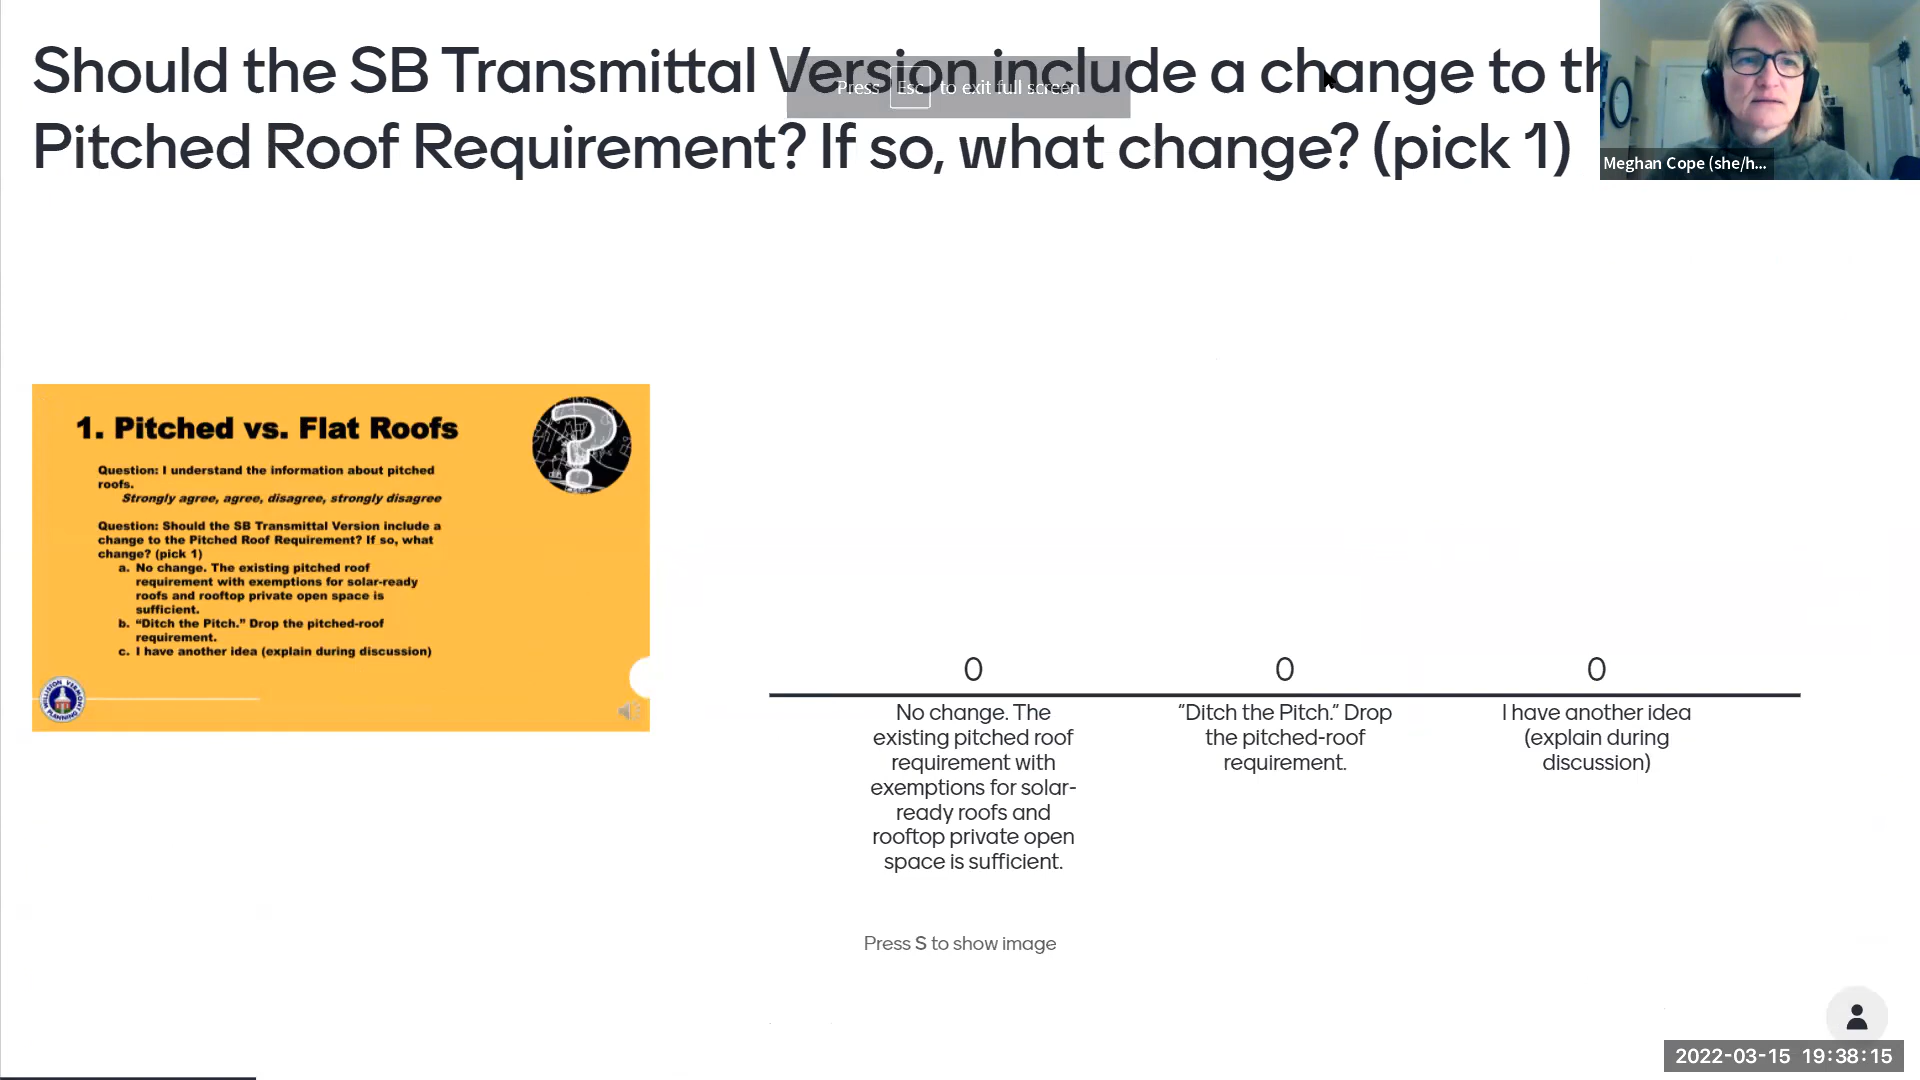 Should the SB Transmittal Version include a change to th
Pitched Roof Requirement? If so, what change? (pick 1)
Press Esc to exit full screen
Meghan Cope (she/h...
1. Pitched vs. Flat Roofs
Question: I understand the information about pitched
roofs.
Strongly agree, agree, disagree, strongly disagree
Question: Should the SB Transmittal Version include a
change to the Pitched Roof Requirement? If so, what
change? (pick 1)
a. No change. The existing pitched roof
requirement with exemptions for solar-ready
roofs and rooftop private open space is
sufficient.
b. “Ditch the Pitch.” Drop the pitched-roof
requirement.
c. I have another idea (explain during discussion)
WILLISTON VERMONT
PLANNING
0
No change. The
existing pitched roof
requirement with
exemptions for solar-
ready roofs and
rooftop private open
space is sufficient.
0
“Ditch the Pitch.” Drop
the pitched-roof
requirement.
0
I have another idea
(explain during
discussion)
Press S to show image
2022-03-15 19:38:15